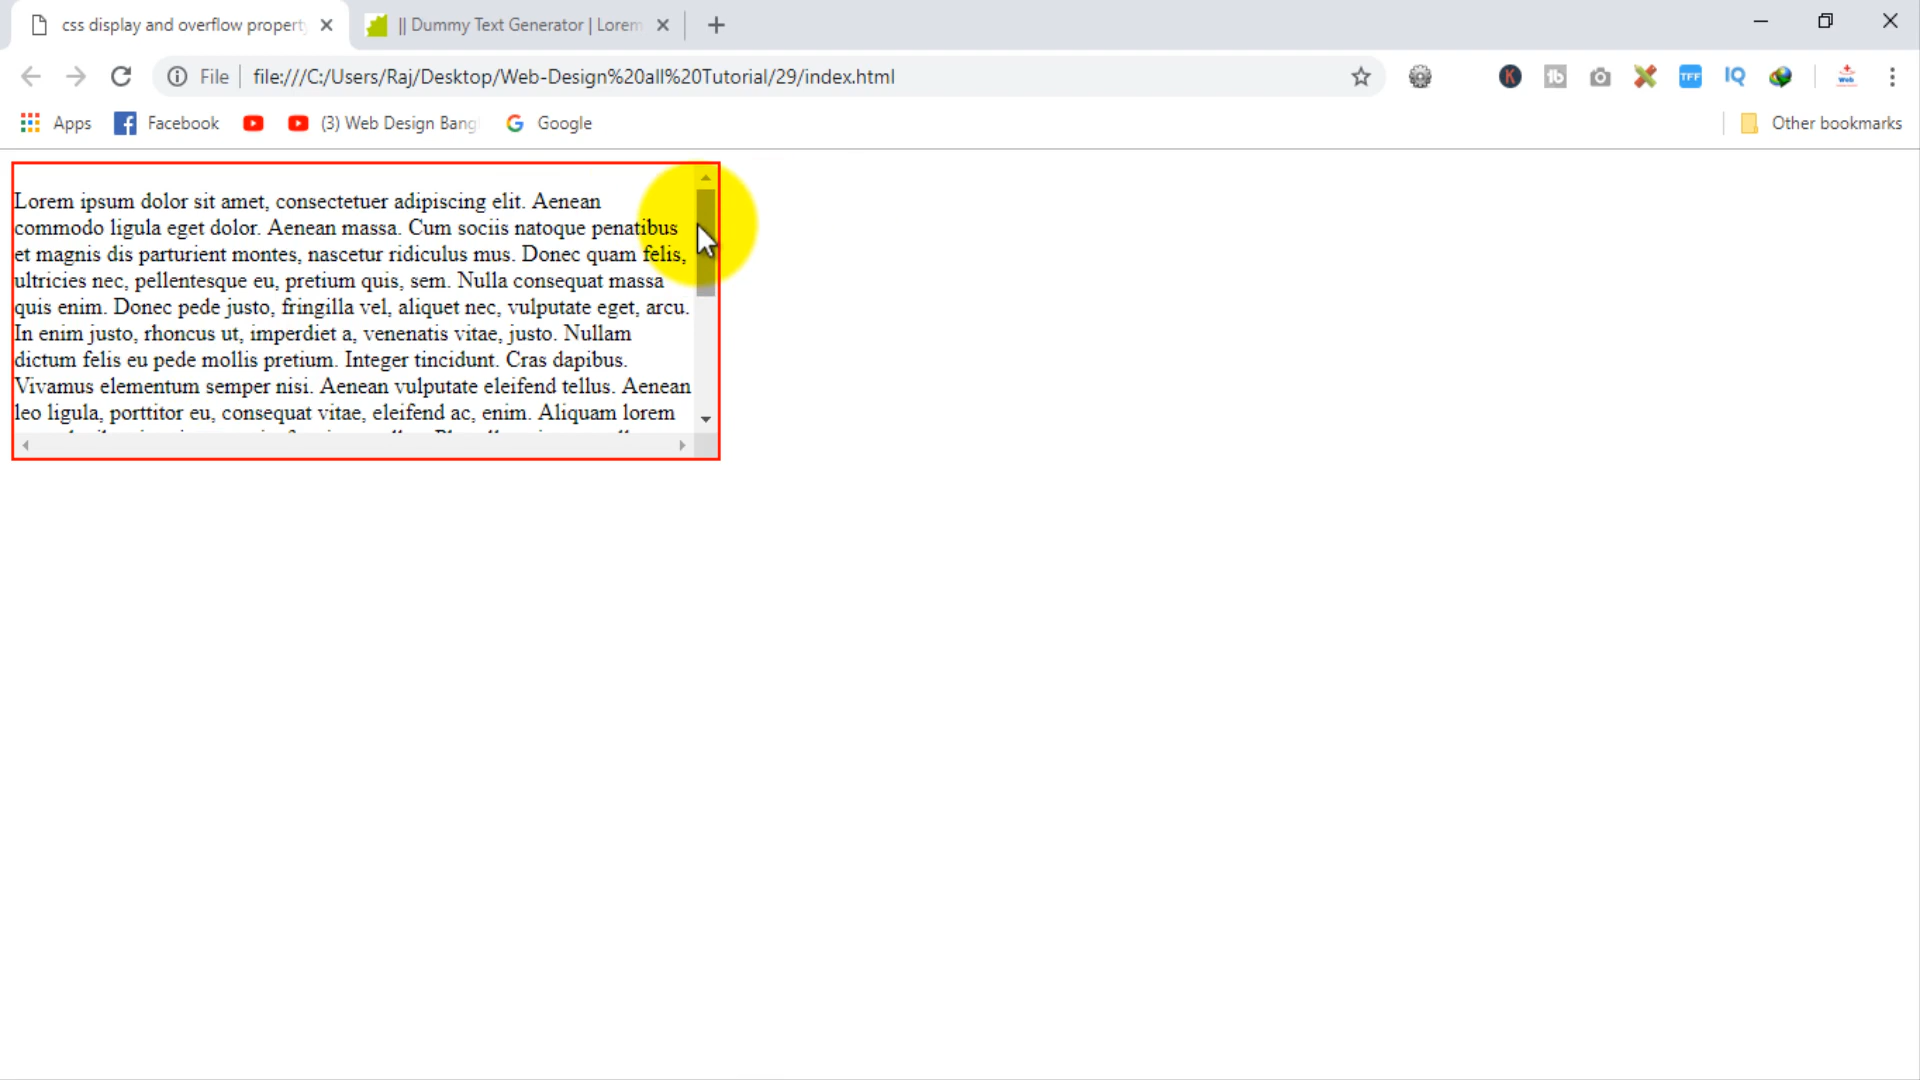 css display and overflow property
|| Dummy Text Generator | Lorem
File
file:///C:/Users/Raj/Desktop/Web-Design%20all%20Tutorial/29/index.html
K
tb
TFF
IQ
Web
Apps
Facebook
(3) Web Design Bang
Google
Other bookmarks
Lorem ipsum dolor sit amet, consectetuer adipiscing elit. Aenean
commodo ligula eget dolor. Aenean massa. Cum sociis natoque penatibus
et magnis dis parturient montes, nascetur ridiculus mus. Donec quam felis,
ultricies nec, pellentesque eu, pretium quis, sem. Nulla consequat massa
quis enim. Donec pede justo, fringilla vel, aliquet nec, vulputate eget, arcu.
In enim justo, rhoncus ut, imperdiet a, venenatis vitae, justo. Nullam
dictum felis eu pede mollis pretium. Integer tincidunt. Cras dapibus.
Vivamus elementum semper nisi. Aenean vulputate eleifend tellus. Aenean
leo ligula, porttitor eu, consequat vitae, eleifend ac, enim. Aliquam lorem